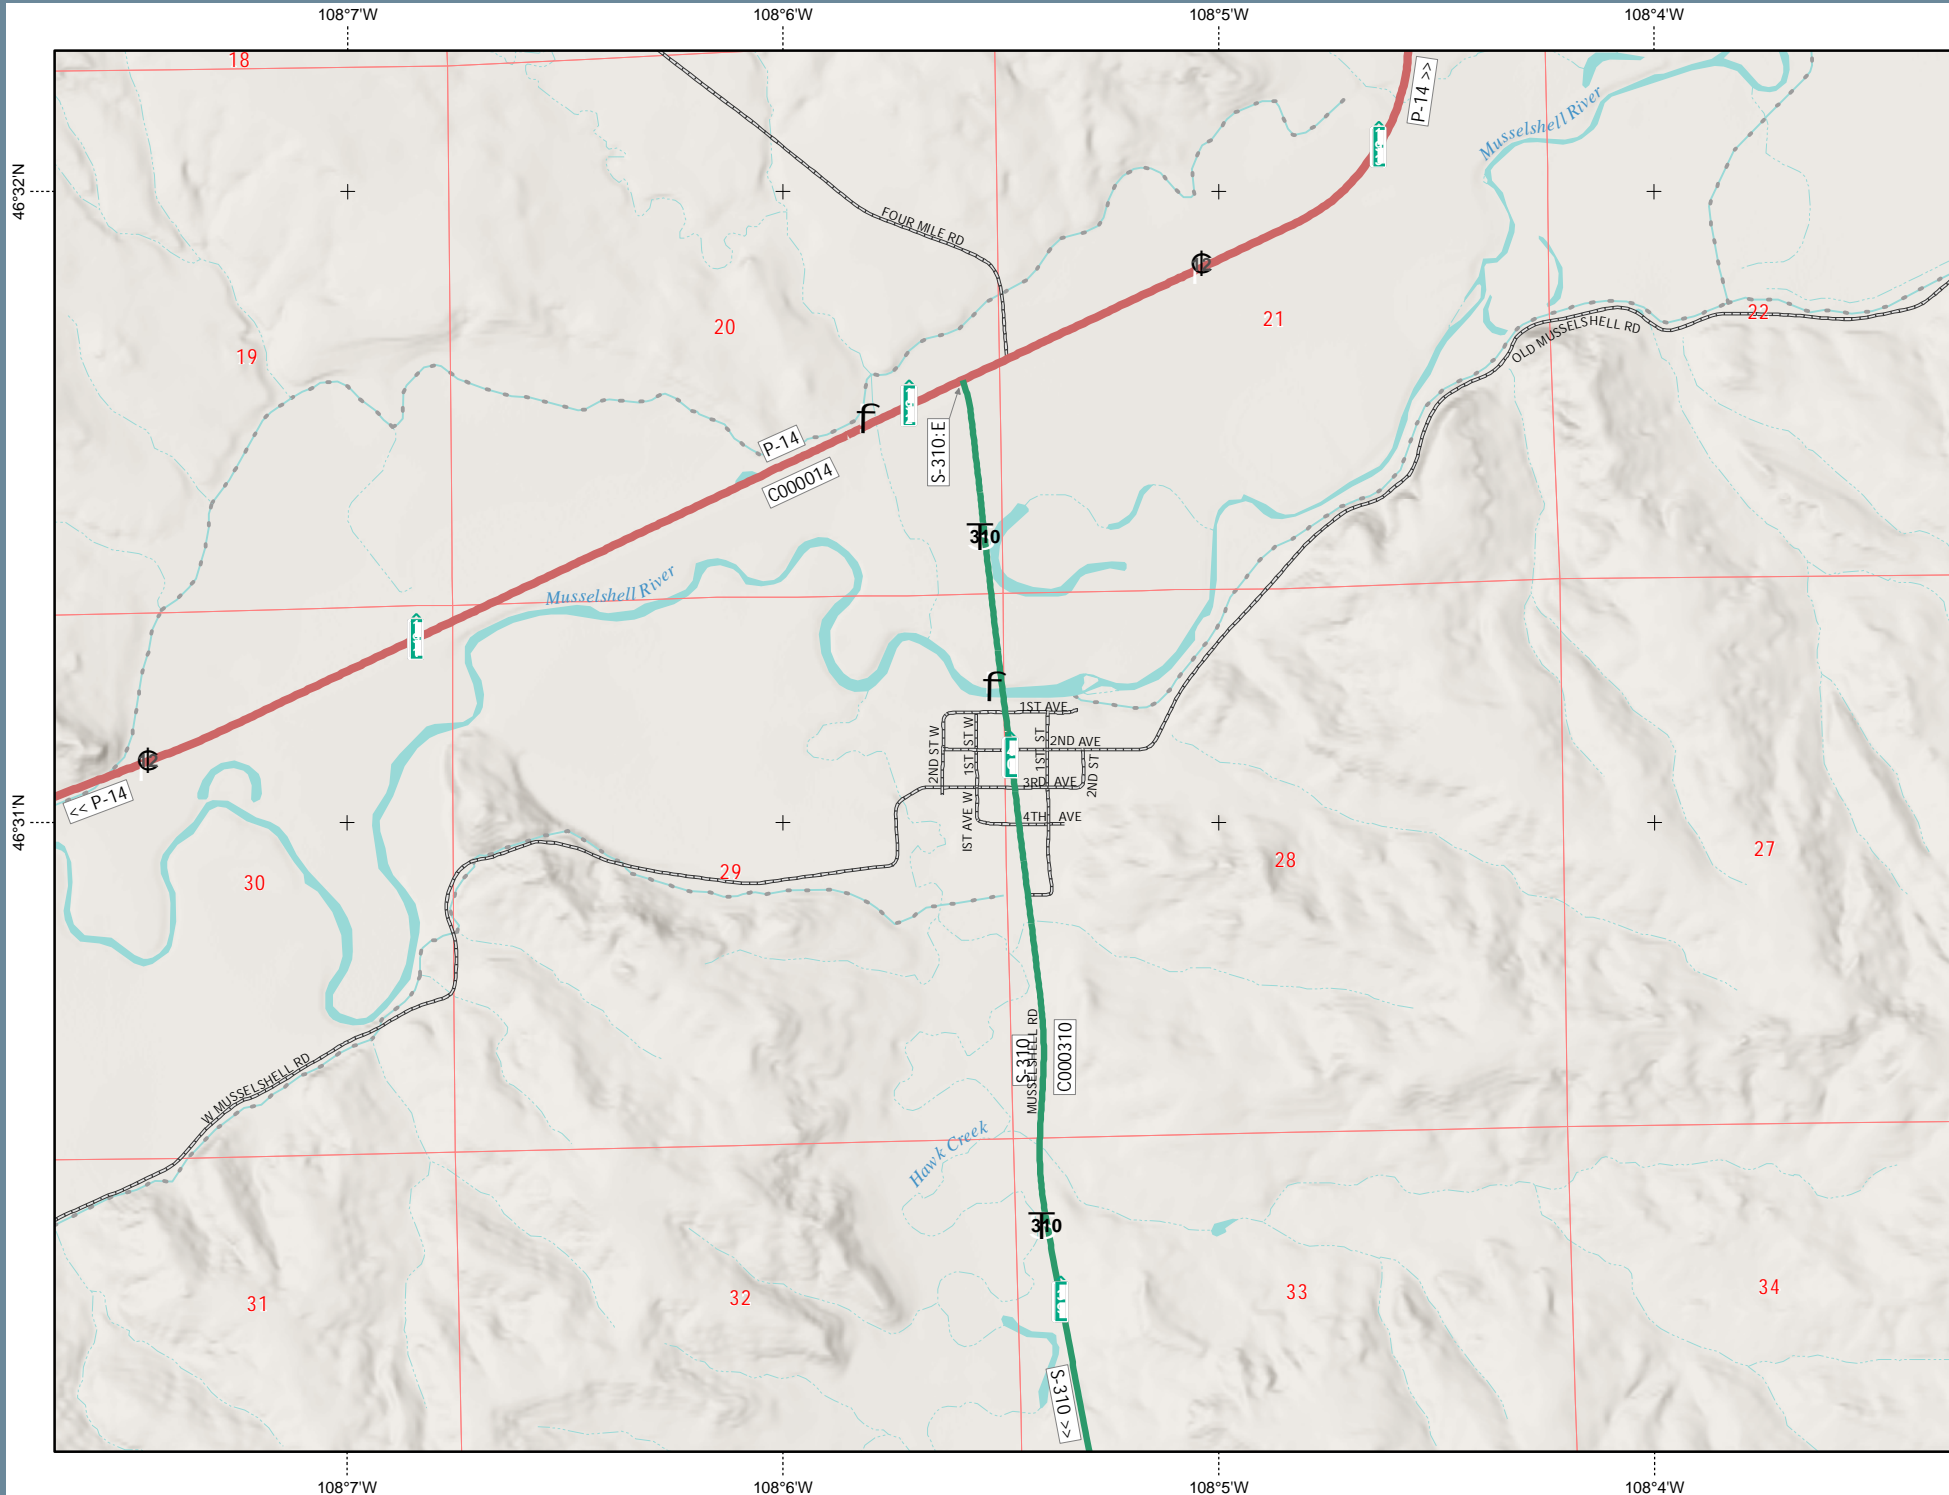 108°7'W
108°6'W
108°5'W
108°4'W
18
P-14 >>
Musselshell River
46°32'N
FOUR MILE RD
12
20
21
22
19
OLD MUSSELSHELL RD
P-14
C000014
S-310:E
310
Musselshell River
1ST AVE
2ND ST W
1ST ST W
1ST ST
2ND AVE
2ND ST
3RD AVE
12
<< P-14
46°31'N
IST AVE W
4TH AVE
30
29
28
27
S-310
MUSSELSHELL RD
C000310
W MUSSELSHELL RD
Hawk Creek
310
31
32
33
34
S-310 >>
108°7'W
108°6'W
108°5'W
108°4'W